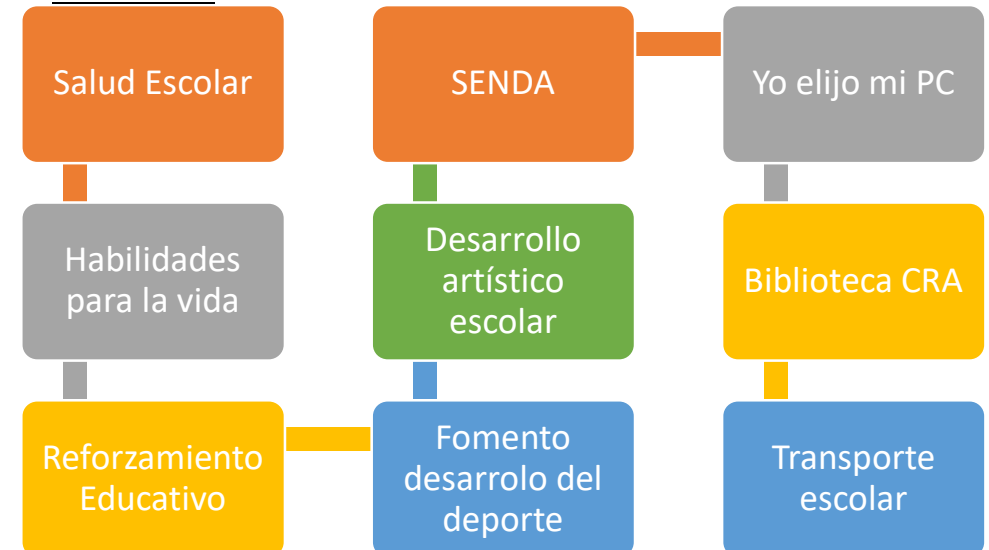 Salud Escolar
Habilidades
para la vida
Reforzamiento
Educativo
Fomento
desarrolo del
deporte
Desarrollo
artístico
escolar
SENDA
Yo elijo mi PC
Biblioteca CRA
Transporte
escolar